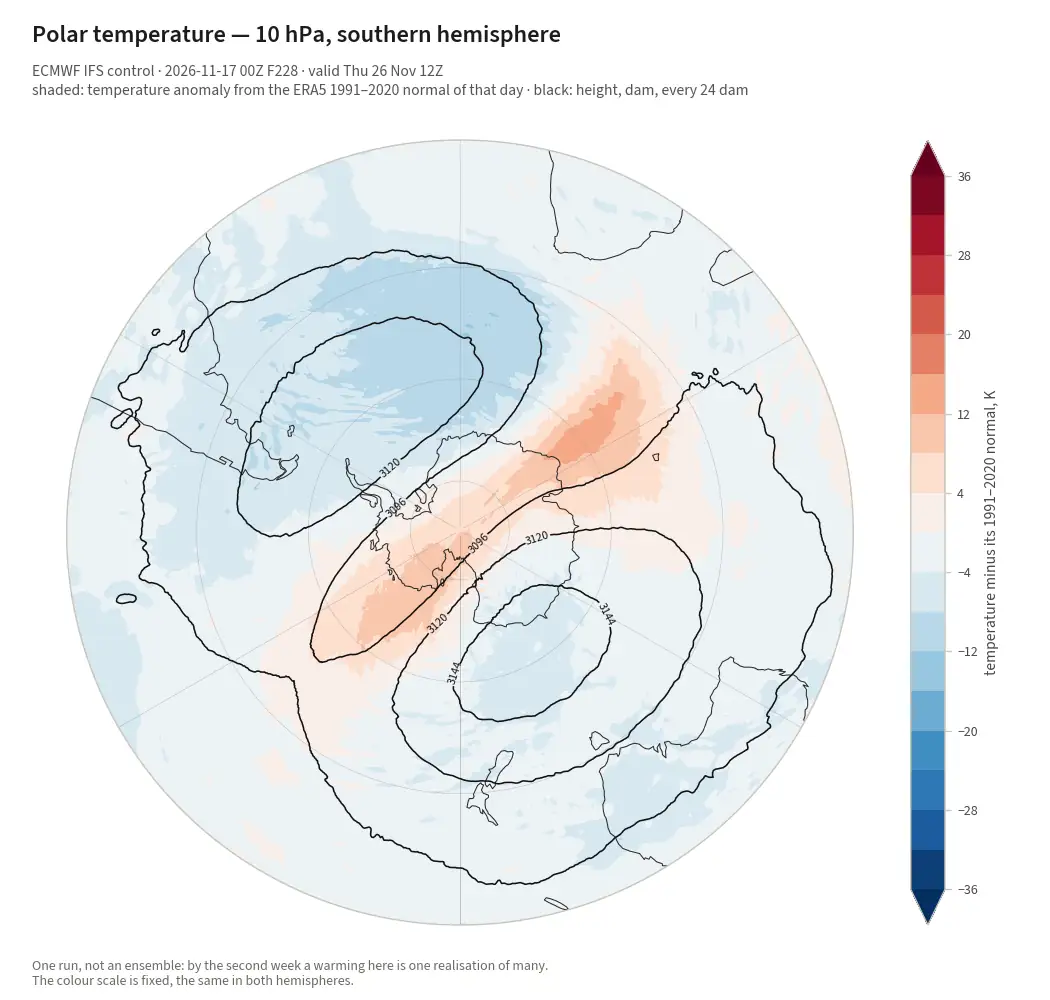 Polar temperature — 10 hPa, southern hemisphere
ECMWF IFS control · 2026-11-17 00Z F228 · valid Thu 26 Nov 12Z
shaded: temperature anomaly from the ERA5 1991–2020 normal of that day · black: height, dam, every 24 dam
36
28
20
12
4
−4
−12
−20
−28
−36
temperature minus its 1991–2020 normal, K
3120
3096
3096
3120
3120
3144
3144
One run, not an ensemble: by the second week a warming here is one realisation of many.
The colour scale is fixed, the same in both hemispheres.